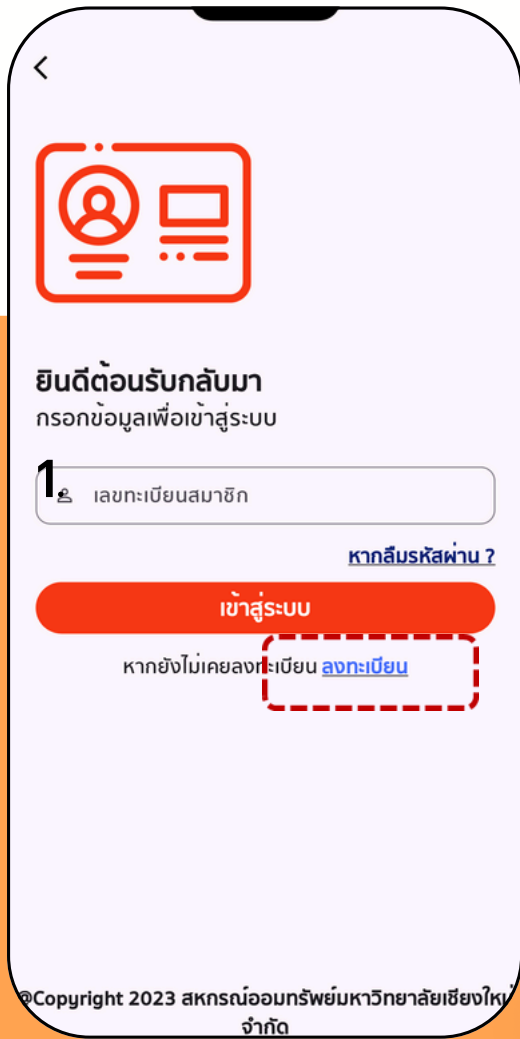 ยินดีต้อนรับกลับมา
กรอกข้อมูลเพื่อเข้าสู่ระบบ
1.
เลขทะเบียนสมาชิก
หากลืมรหัสผ่าน ?
เข้าสู่ระบบ
หากยังไม่เคยลงทะเบียน ลงทะเบียน
@Copyright 2023 สหกรณ์ออมทรัพย์มหาวิทยาลัยเชียงใหม่
จำกัด